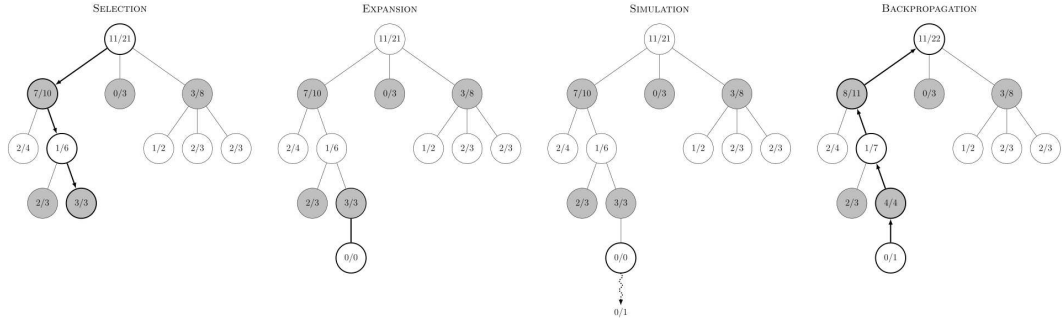 SELECTION
11/21
7/10 0/3 3/8
2/4 1/6 1/2 2/3 2/3
2/3 3/3
EXPANSION
11/21
7/10 0/3 3/8
2/4 1/6 1/2 2/3 2/3
2/3 3/3
0/0
SIMULATION
11/21
7/10 0/3 3/8
2/4 1/6 1/2 2/3 2/3
2/3 3/3
0/0
0/1
BACKPROPAGATION
11/22
8/11 0/3 3/8
2/4 1/7 1/2 2/3 2/3
2/3 4/4
0/1